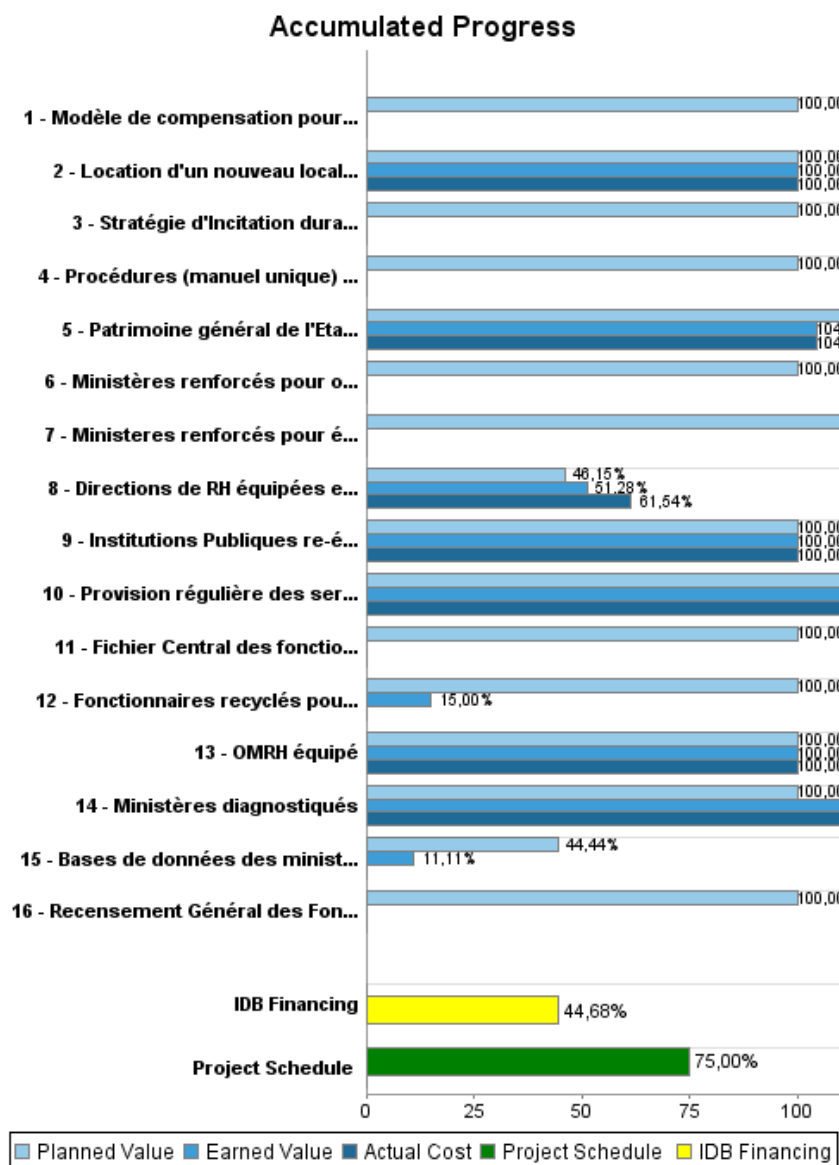 Accumulated Progress
1 - Modèle de compensation pour...
100,00
2 - Location d'un nouveau local...
100,00
100,00
100,00
3 - Stratégie d'Incitation dura...
100,00
4 - Procédures (manuel unique) ...
100,00
5 - Patrimoine général de l'Eta...
104
104
6 - Ministères renforcés pour o...
100,00
7 - Ministeres renforcés pour é...
8 - Directions de RH équipées e...
46,15%
51,28%
61,54%
9 - Institutions Publiques re-é...
100,00
100,00
100,00
10 - Provision régulière des ser...
11 - Fichier Central des fonctio...
100,00
12 - Fonctionnaires recyclés pou...
100,00
15,00%
13 - OMRH équipé
100,00
100,00
100,00
14 - Ministères diagnostiqués
100,00
15 - Bases de données des minist...
44,44%
11,11%
16 - Recensement Général des Fon...
100,00
IDB Financing
44,68%
Project Schedule
75,00%
0 25 50 75 100
Planned Value Earned Value Actual Cost Project Schedule IDB Financing